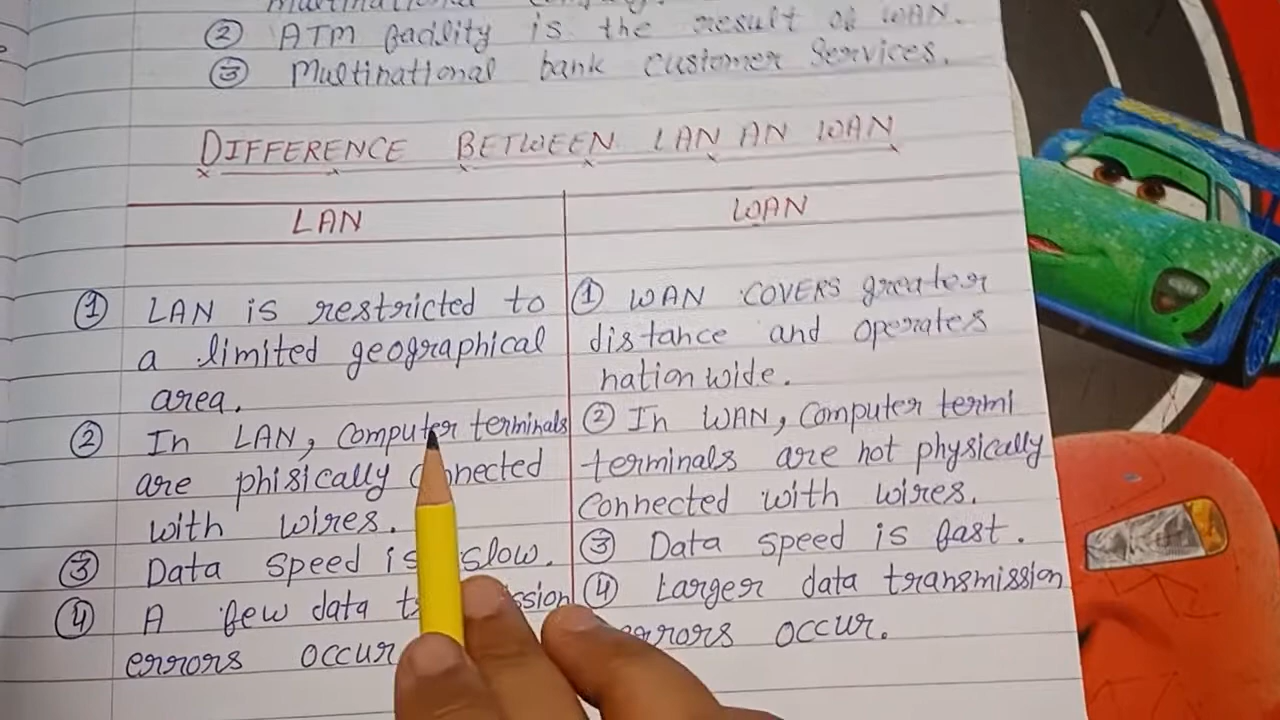 Multinational
② ATM facility is the result of WAN.
③ Multinational bank customer services.
DIFFERENCE BETWEEN LAN AN WAN
LAN
WAN
① LAN is restricted to
a limited geographical
area.
② In LAN, computer terminals
are phisically connected
with wires.
③ Data speed is slow.
④ A few data
errors occur
① WAN COVERS greater
distance and operates
nation wide.
② In WAN, computer termi
terminals are not physically
connected with wires.
③ Data speed is fast.
④ Larger data transmission
errors occur.